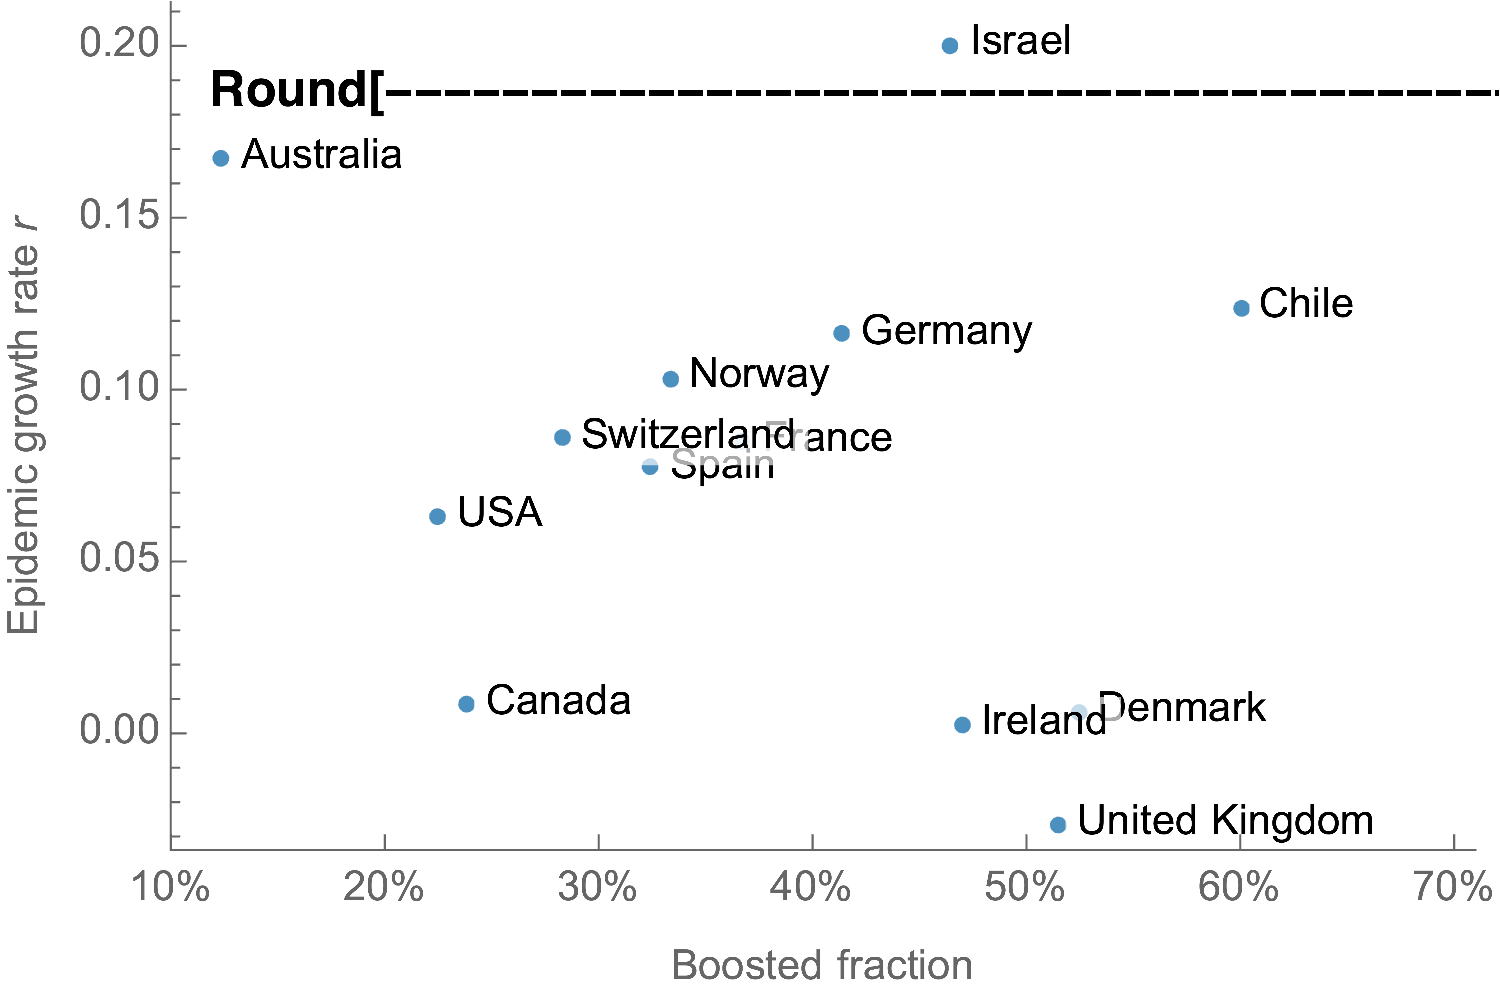 0.20
Israel
Round[
Australia
0.15
Chile
Germany
0.10
Norway
Switzerland
France
Spain
USA
0.05
Canada
Denmark
Ireland
0.00
United Kingdom
10% 20% 30% 40% 50% 60% 70%
Boosted fraction
Epidemic growth rate r